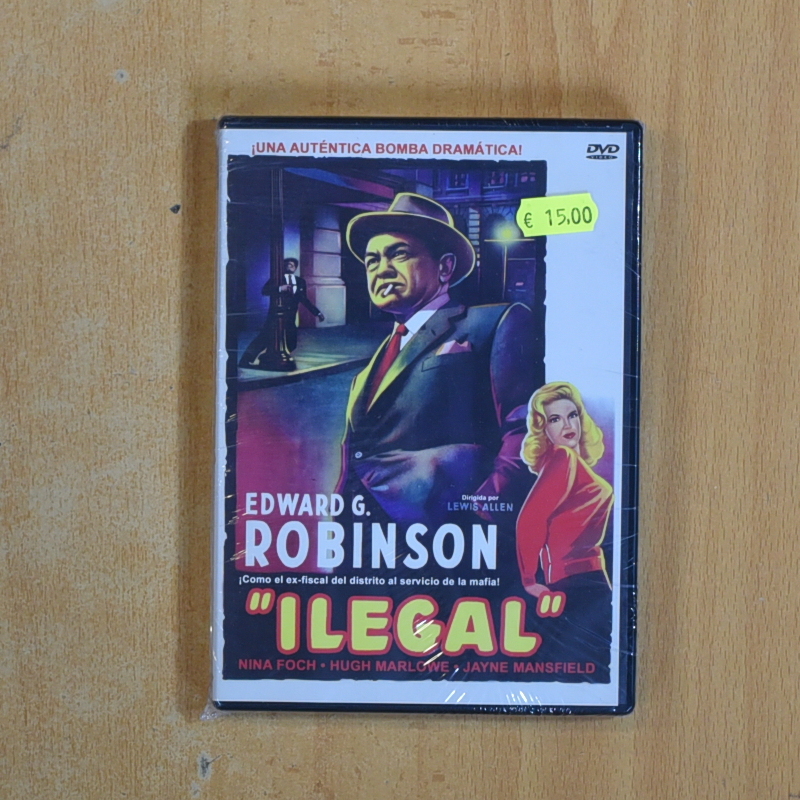 ¡UNA AUTÉNTICA BOMBA DRAMÁTICA!
DVD
VIDEO
€ 15,00
EDWARD G.
ROBINSON
Dirigida por
LEWIS ALLEN
¡Como el ex-fiscal del distrito al servicio de la mafia!
"ILEGAL"
NINA FOCH • HUGH MARLOWE • JAYNE MANSFIELD